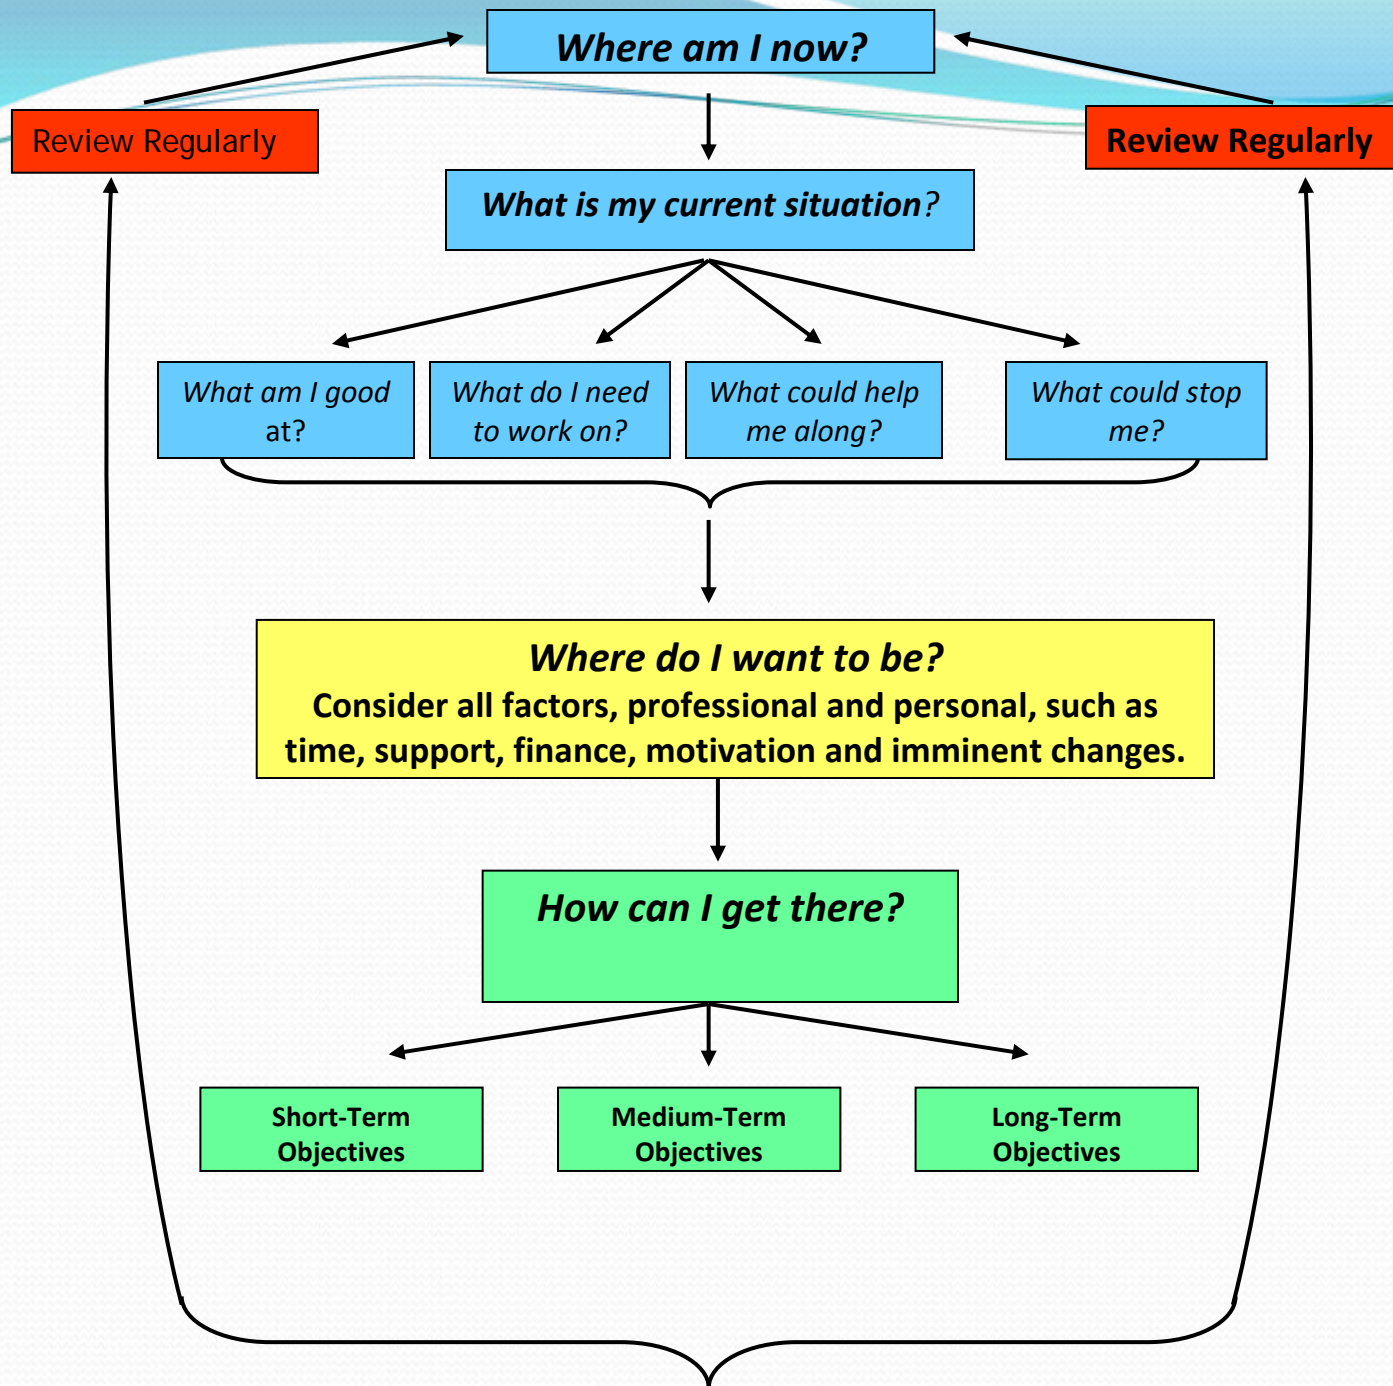 Where am I now?
Review Regularly
Review Regularly
What is my current situation?
What am I good
at?
What do I need
to work on?
What could help
me along?
What could stop
me?
Where do I want to be?
Consider all factors, professional and personal, such as
time, support, finance, motivation and imminent changes.
How can I get there?
Short-Term
Objectives
Medium-Term
Objectives
Long-Term
Objectives